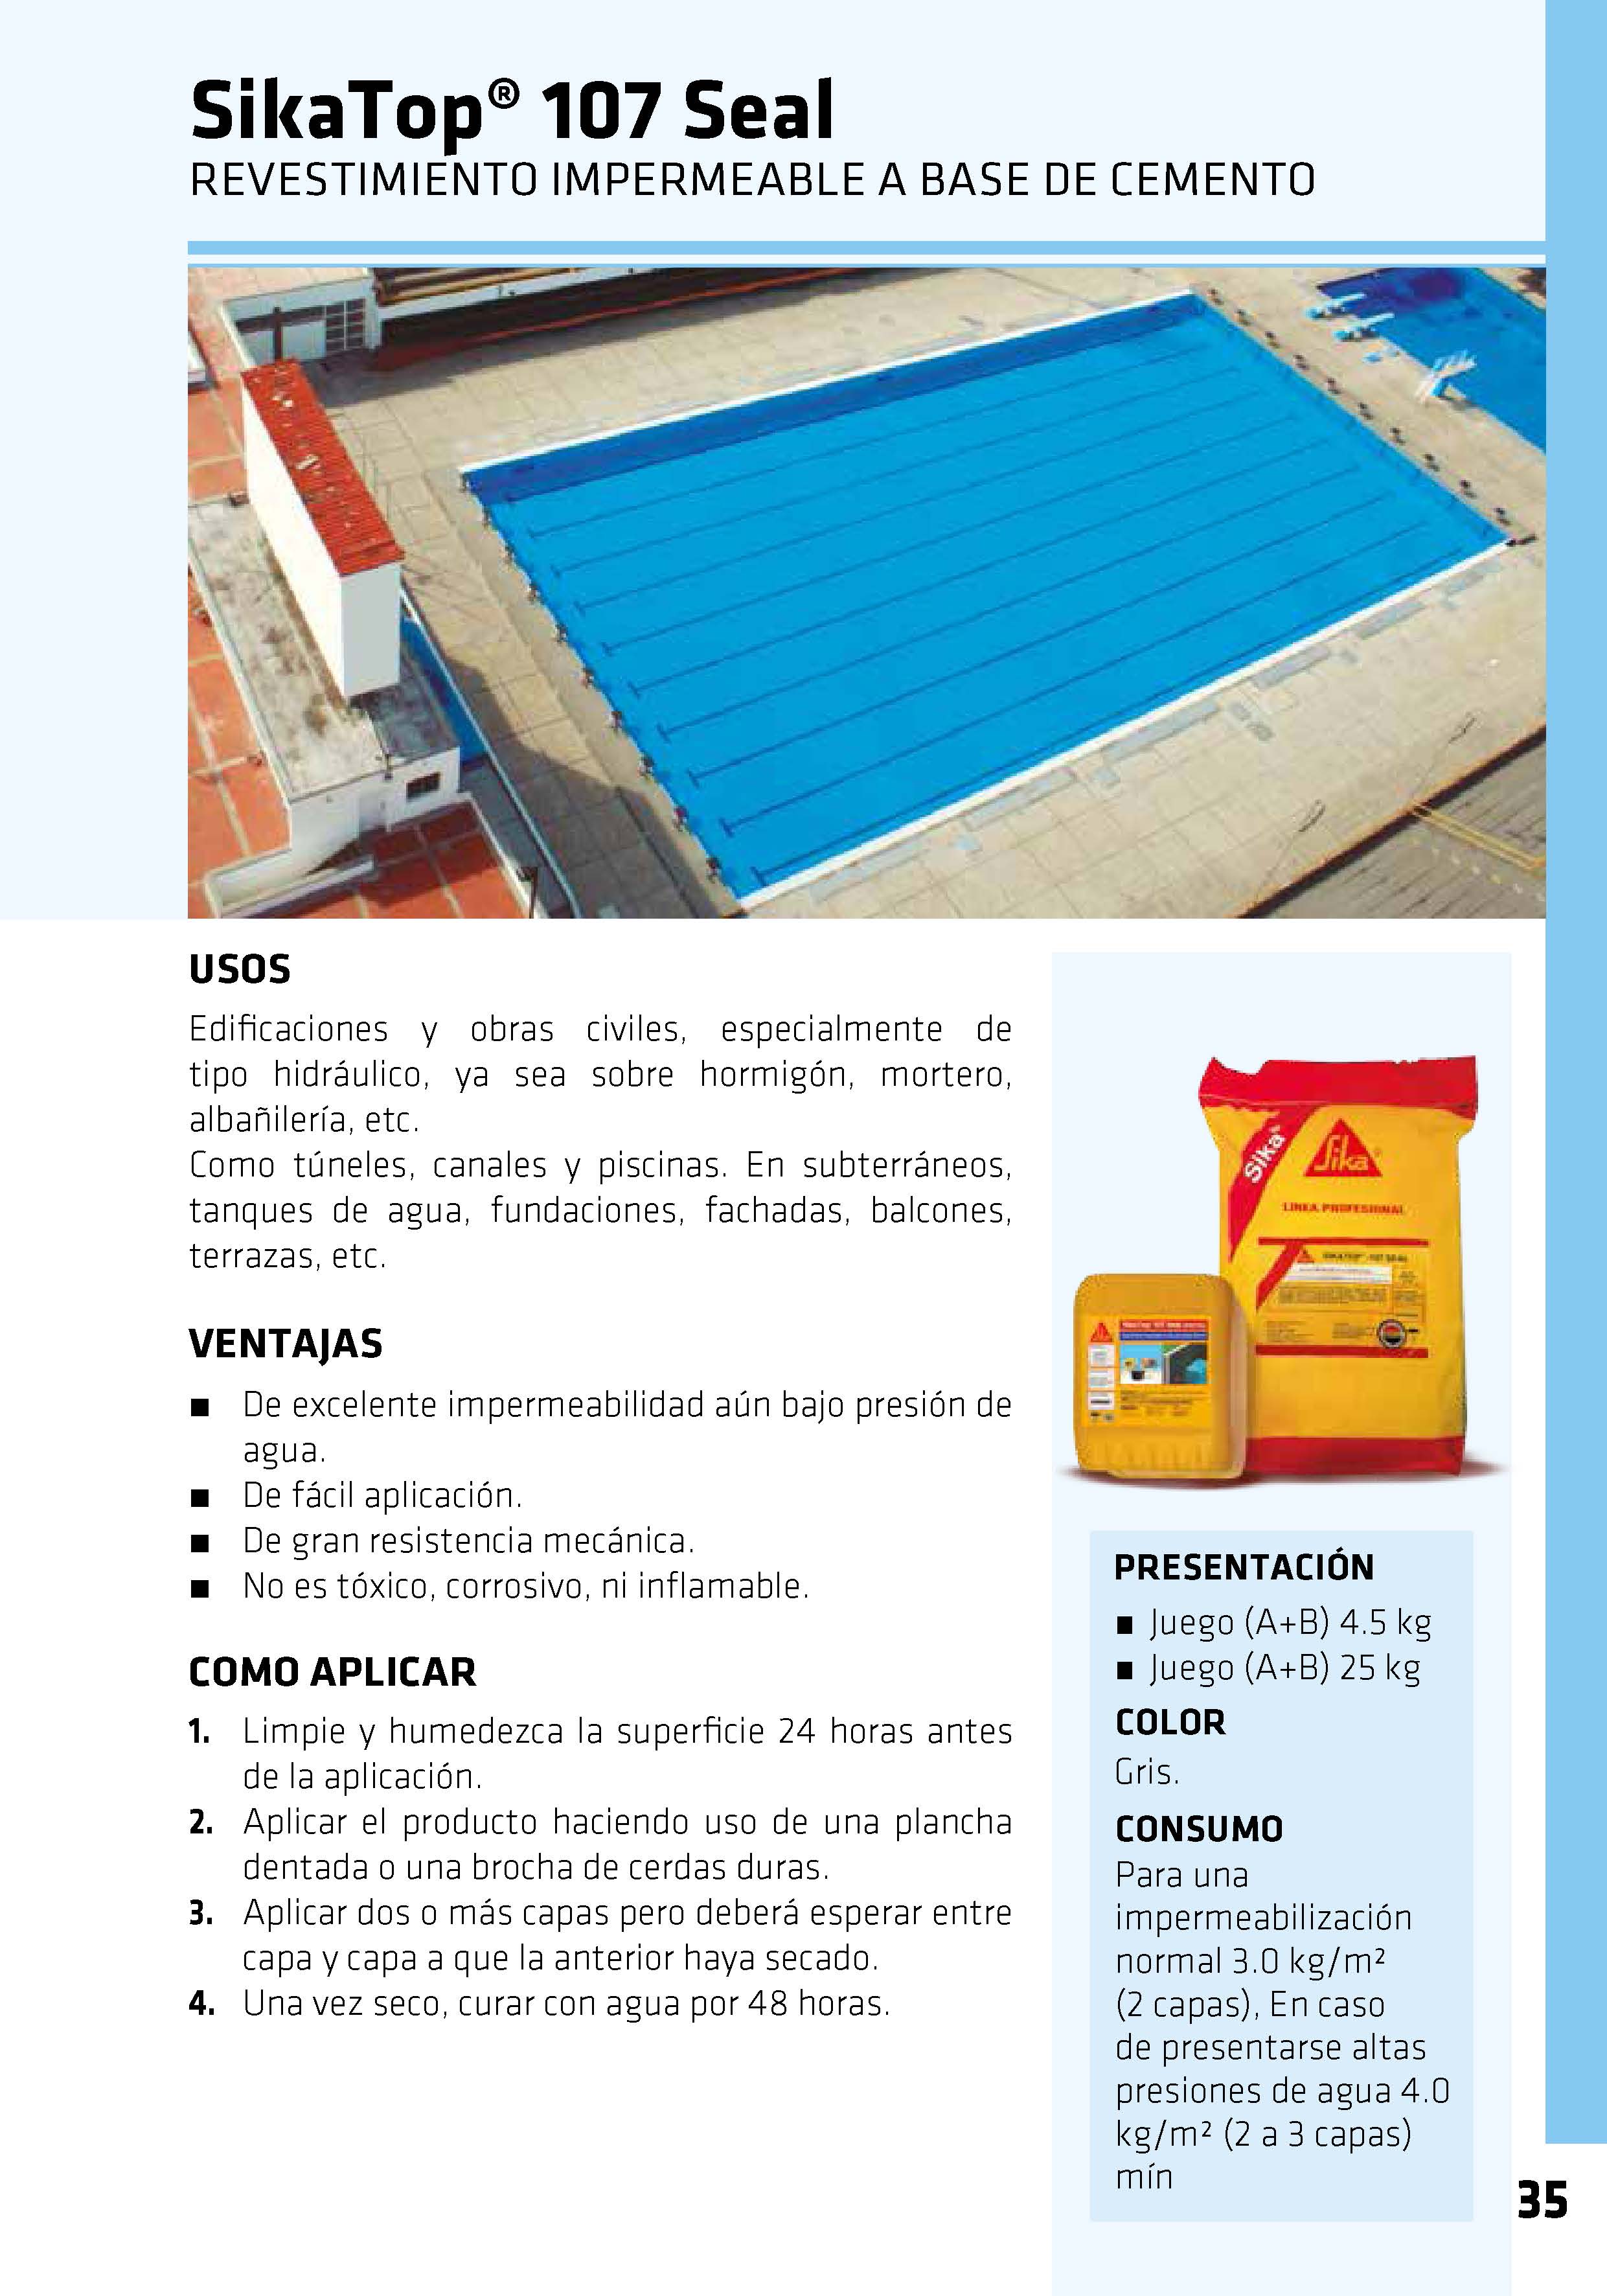 SikaTop® 107 Seal
REVESTIMIENTO IMPERMEABLE A BASE DE CEMENTO
USOS
Edificaciones y obras civiles, especialmente de
tipo hidráulico, ya sea sobre hormigón, mortero,
albañilería, etc.
Como túneles, canales y piscinas. En subterráneos,
tanques de agua, fundaciones, fachadas, balcones,
terrazas, etc.
VENTAJAS
■ De excelente impermeabilidad aún bajo presión de
agua.
■ De fácil aplicación.
■ De gran resistencia mecánica.
■ No es tóxico, corrosivo, ni inflamable.
COMO APLICAR
1. Limpie y humedezca la superficie 24 horas antes
de la aplicación.
2. Aplicar el producto haciendo uso de una plancha
dentada o una brocha de cerdas duras.
3. Aplicar dos o más capas pero deberá esperar entre
capa y capa a que la anterior haya secado.
4. Una vez seco, curar con agua por 48 horas.
Sika®
Sika®
LINEA PROFESIONAL
SIKATOP®-107 SEAL
PRESENTACIÓN
■ Juego (A+B) 4.5 kg
■ Juego (A+B) 25 kg
COLOR
Gris.
CONSUMO
Para una
impermeabilización
normal 3.0 kg/m²
(2 capas), En caso
de presentarse altas
presiones de agua 4.0
kg/m² (2 a 3 capas)
mín
35